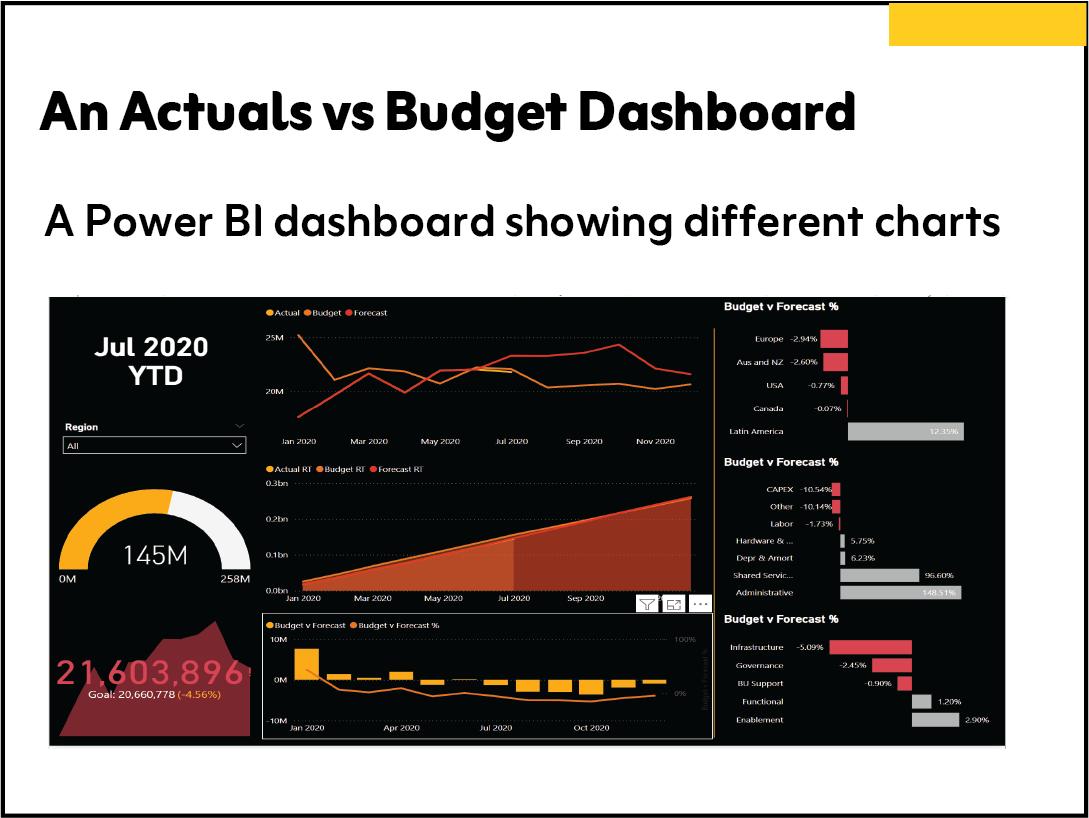 An Actuals vs Budget Dashboard
A Power BI dashboard showing different charts
Jul 2020
YTD
Region
All
145M
0M
258M
21,603,896
Goal: 20,660,778 (-4.56%)
Actual Budget Forecast
25M
20M
Jan 2020 Mar 2020 May 2020 Jul 2020 Sep 2020 Nov 2020
Actual RT Budget RT Forecast RT
0.3bn
0.2bn
0.1bn
0.0bn
Jan 2020 Mar 2020 May 2020 Jul 2020 Sep 2020
Budget v Forecast Budget v Forecast %
10M
0M
-10M
100%
0%
Budget v Forecast %
Jan 2020 Apr 2020 Jul 2020 Oct 2020
Budget v Forecast %
Europe -2.94%
Aus and NZ -2.60%
USA -0.77%
Canada -0.07%
Latin America 12.35%
Budget v Forecast %
CAPEX -10.54%
Other -10.14%
Labor -1.73%
Hardware & ... 5.75%
Depr & Amort 6.23%
Shared Servic... 96.60%
Administrative 148.51%
Budget v Forecast %
Infrastructure -5.09%
Governance -2.45%
BU Support -0.90%
Functional 1.20%
Enablement 2.90%